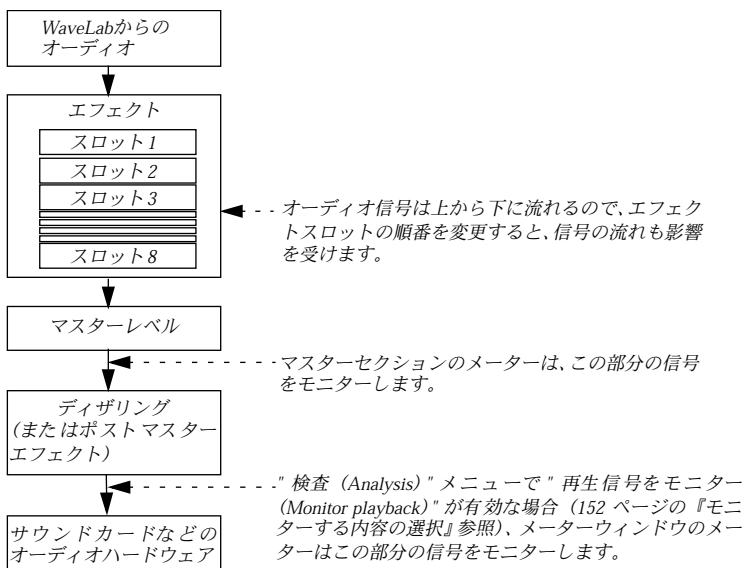 WaveLabからの
オーディオ
エフェクト
スロット1
スロット2
スロット3
スロット8
オーディオ信号は上から下に流れるので、エフェク
トスロットの順番を変更すると、信号の流れも影響
を受けます。
マスターレベル
マスターセクションのメーターは、この部分の信号
をモニターします。
ディザリング
(またはポストマスター
エフェクト)
"検査（Analysis）"メニューで"再生信号をモニター
（Monitor playback）"が有効な場合（152 ページの『モニ
ターする内容の選択』参照）、メーターウィンドウのメー
ターはこの部分の信号をモニターします。
サウンドカードなどの
オーディオハードウェア